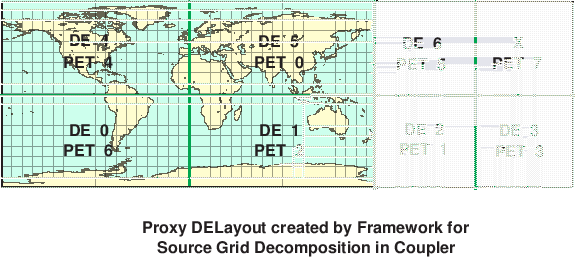 DE 4
DE 5
DE 6
X
PET 4
PET 0
PET 5
PET 7
DE 0
DE 1
DE 2
DE 3
PET 6
PET 2
PET 1
PET 3
Proxy DELayout created by Framework for
Source Grid Decomposition in Coupler